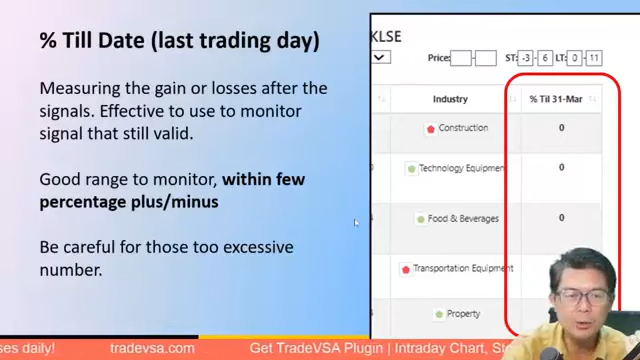 % Till Date (last trading day)
Measuring the gain or losses after the
signals. Effective to use to monitor
signal that still valid.
Good range to monitor, within few
percentage plus/minus
Be careful for those too excessive
number.
KLSE
Price: - ST: -3 - 6 LT: 0 - 11
Industry % Til 31-Mar
Construction 0
Technology Equipment 0
Food & Beverages 0
Transportation Equipment
Property
daily! tradevsa.com Get TradeVSA Plugin | Intraday Chart,